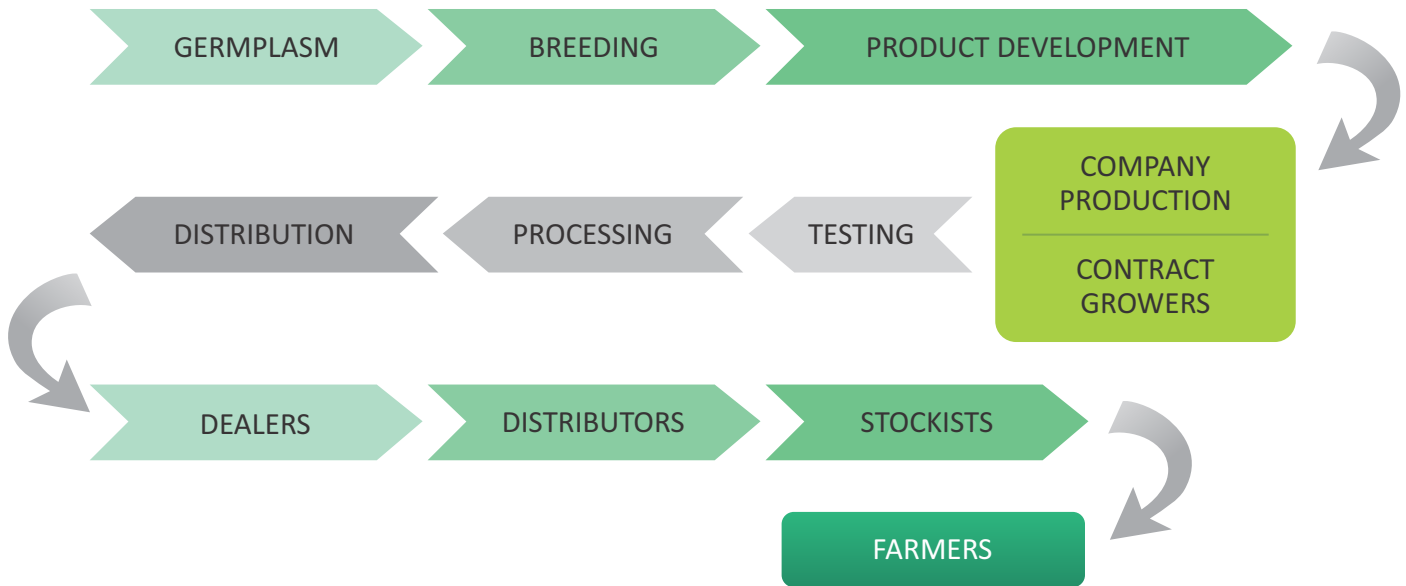 GERMPLASM
BREEDING
PRODUCT DEVELOPMENT
COMPANY
PRODUCTION
CONTRACT
GROWERS
TESTING
PROCESSING
DISTRIBUTION
DEALERS
DISTRIBUTORS
STOCKISTS
FARMERS